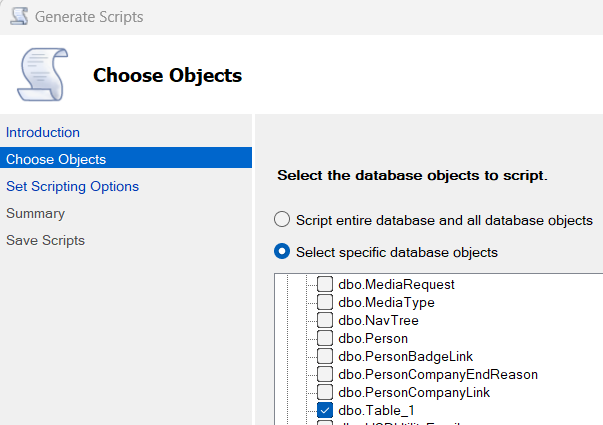 Generate Scripts
Choose Objects
Introduction
Choose Objects
Set Scripting Options
Summary
Save Scripts
Select the database objects to script.
Script entire database and all database objects
Select specific database objects
dbo.MediaRequest
dbo.MediaType
dbo.NavTree
dbo.Person
dbo.PersonBadgeLink
dbo.PersonCompanyEndReason
dbo.PersonCompanyLink
dbo.Table_1